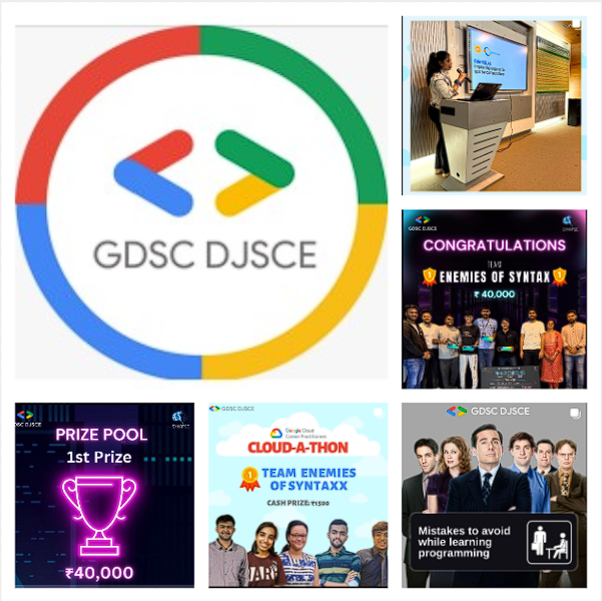 GDSC DJSCE
GDSC DJSCE
CONGRATULATIONS
TEAM
ENEMIES OF SYNTAX
₹ 40,000
GDSC DJSCE
PRIZE POOL
1st Prize
₹40,000
GDSC DJSCE
Google Cloud
CLOUD-A-THON
1
TEAM ENEMIES
OF SYNTAXX
CASH PRIZE: ₹1500
GDSC DJSCE
Mistakes to avoid
while learning
programming